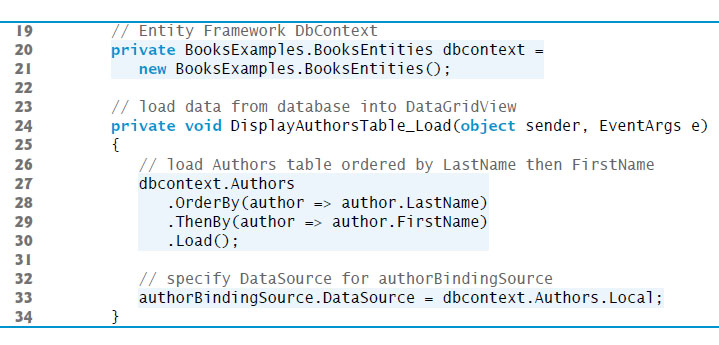 19 // Entity Framework DbContext
20 private BooksExamples.BooksEntities dbcontext =
21 new BooksExamples.BooksEntities();
22
23 // load data from database into DataGridView
24 private void DisplayAuthorsTable_Load(object sender, EventArgs e)
25 {
26 // load Authors table ordered by LastName then FirstName
27 dbcontext.Authors
28 .OrderBy(author => author.LastName)
29 .ThenBy(author => author.FirstName)
30 .Load();
31
32 // specify DataSource for authorBindingSource
33 authorBindingSource.DataSource = dbcontext.Authors.Local;
34 }